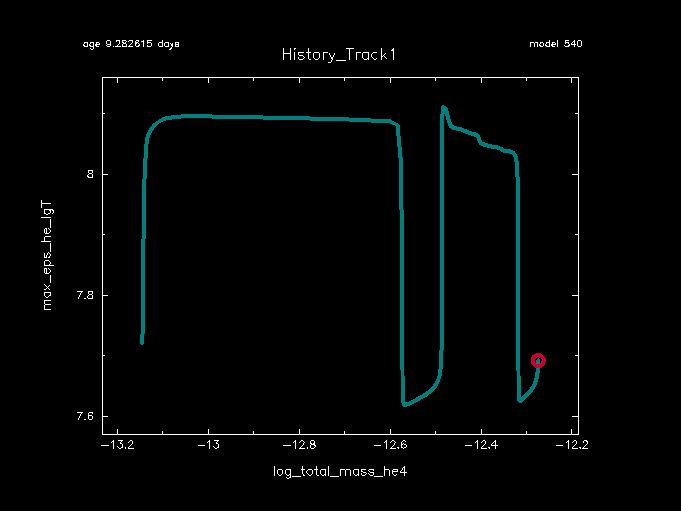 age 9.282615 days
model 540
History_Track1
max_eps_he_lgT
8
7.8
7.6
−13.2 −13 −12.8 −12.6 −12.4 −12.2
log_total_mass_he4